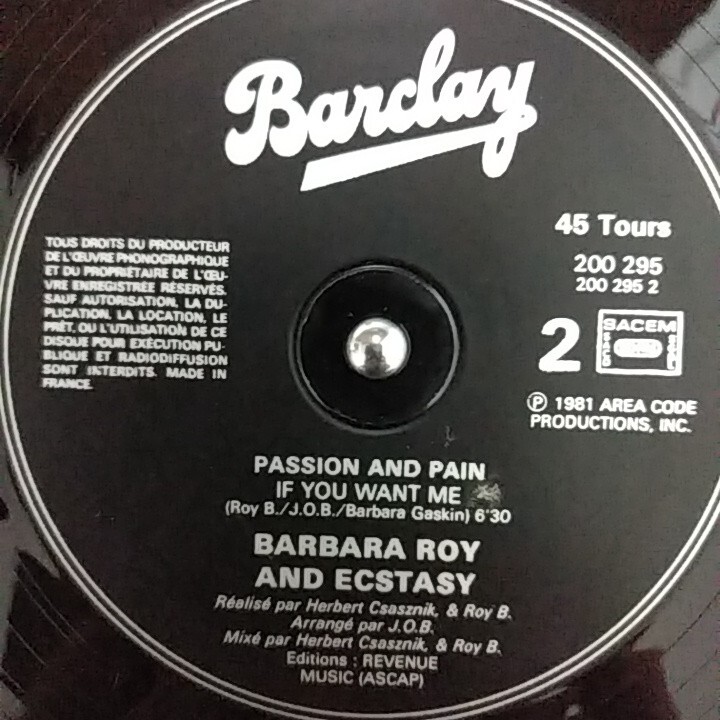 Barclay
45 Tours
200 295
200 295 2
2
SACEM
℗ 1981 AREA CODE
PRODUCTIONS, INC.
TOUS DROITS DU PRODUCTEUR
DE L'ŒUVRE PHONOGRAPHIQUE
ET DU PROPRIÉTAIRE DE L'ŒU-
VRE ENREGISTRÉE RÉSERVÉS.
SAUF AUTORISATION, LA DU-
PLICATION, LA LOCATION, LE
PRÊT, OU L'UTILISATION DE CE
DISQUE POUR EXÉCUTION PU-
BLIQUE ET RADIODIFFUSION
SONT INTERDITS. MADE IN
FRANCE.
PASSION AND PAIN
IF YOU WANT ME
(Roy B./J.O.B./Barbara Gaskin) 6'30
BARBARA ROY
AND ECSTASY
Réalisé par Herbert Csasznik, & Roy B.
Arrangé par J.O.B.
Mixé par Herbert Csasznik, & Roy B.
Editions : REVENUE
MUSIC (ASCAP)